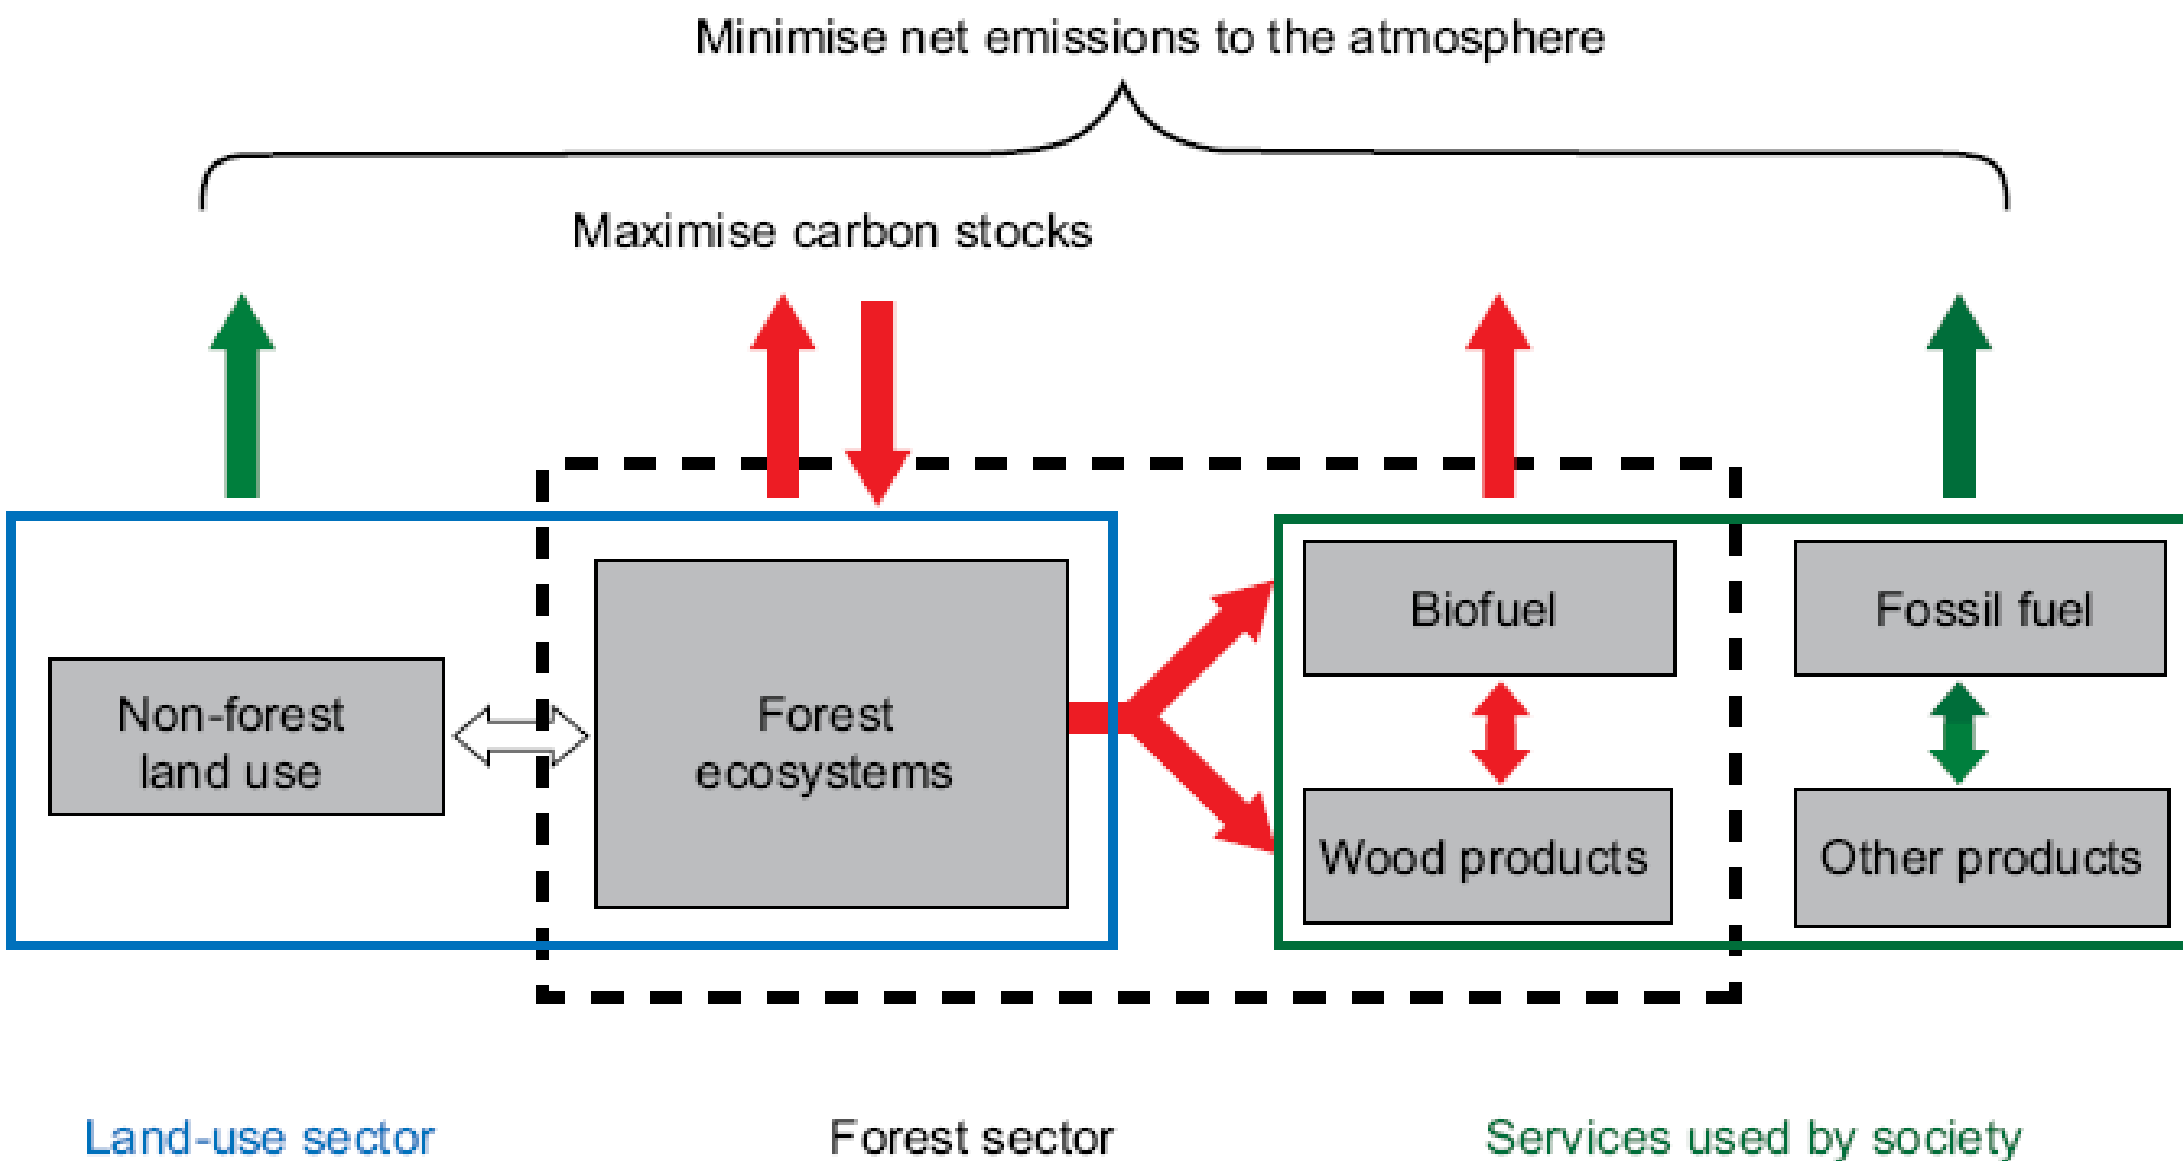 Minimise net emissions to the atmosphere
Maximise carbon stocks
Non-forest
land use
Forest
ecosystems
Biofuel
Wood products
Fossil fuel
Other products
Land-use sector
Forest sector
Services used by society